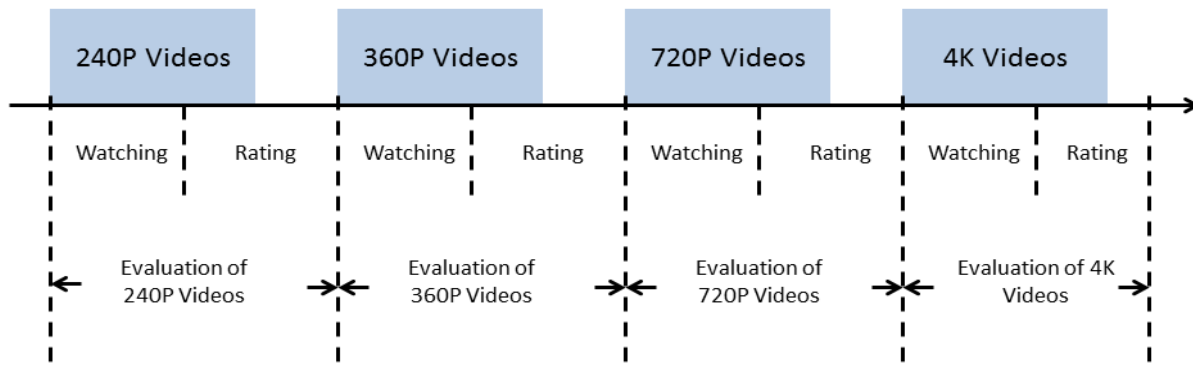 240P Videos 360P Videos 720P Videos 4K Videos
Watching Rating Watching Rating Watching Rating Watching Rating
Evaluation of
240P Videos
Evaluation of
360P Videos
Evaluation of
720P Videos
Evaluation of 4K
Videos